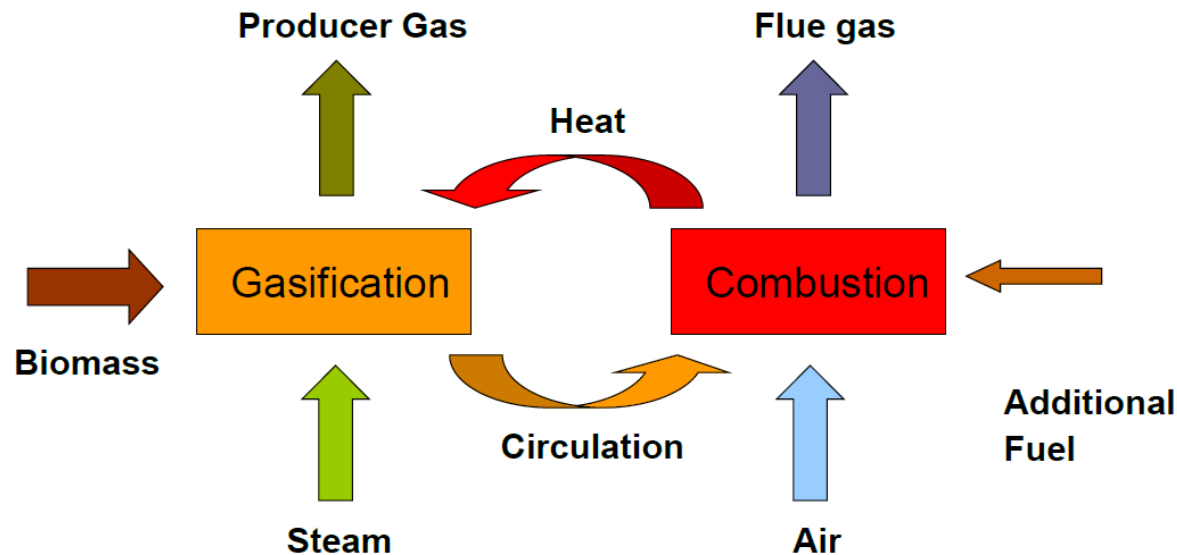 Producer Gas
Flue gas
Heat
Gasification
Combustion
Biomass
Additional
Fuel
Circulation
Steam
Air